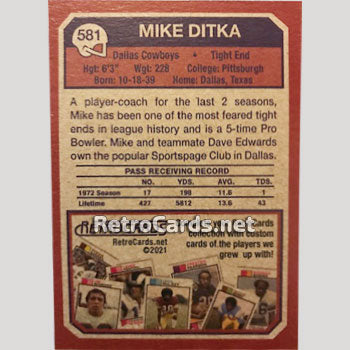 581
MIKE DITKA
Dallas Cowboys • Tight End
Hgt: 6'3" Wgt: 228 College: Pittsburgh
Born: 10-18-39 Home: Dallas, Texas
A player-coach for the last 2 seasons,
Mike has been one of the most feared tight
ends in league history and is a 5-time Pro
Bowler. Mike and teammate Dave Edwards
own the popular Sportspage Club in Dallas.
PASS RECEIVING RECORD
NO. YDS. AVG. TDS.
1972 Season 17 198 11.6 1
Lifetime 427 5812 13.6 43
RetroCards.net
Cards
RetroCards.net
©2021
collection with custom
cards of the players we
grew up with!